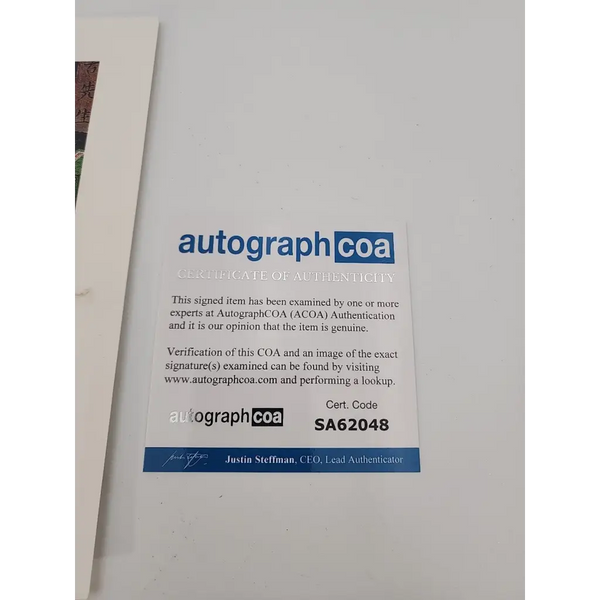 autographcoa
CERTIFICATE OF AUTHENTICITY
This signed item has been examined by one or more
experts at AutographCOA (ACOA) Authentication
and it is our opinion that the item is genuine.
Verification of this COA and an image of the exact
signature(s) examined can be found by visiting
www.autographcoa.com and performing a lookup.
autographcoa
Cert. Code
SA62048
Justin Steffman, CEO, Lead Authenticator
先